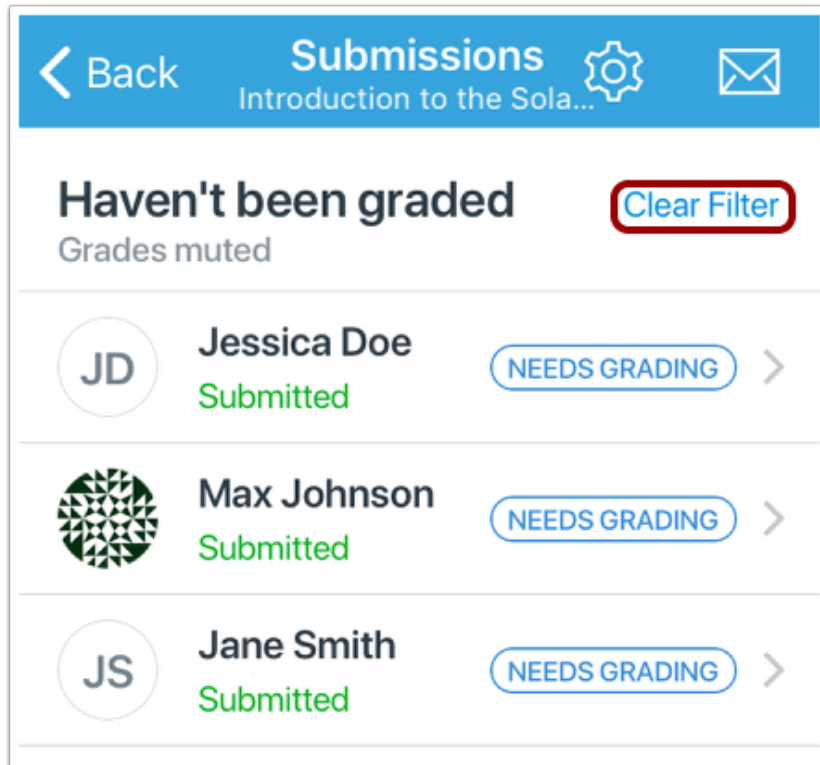 Back
Submissions
Introduction to the Sola...
Haven't been graded
Clear Filter
Grades muted
JD
Jessica Doe
NEEDS GRADING
Submitted
Max Johnson
NEEDS GRADING
Submitted
JS
Jane Smith
NEEDS GRADING
Submitted